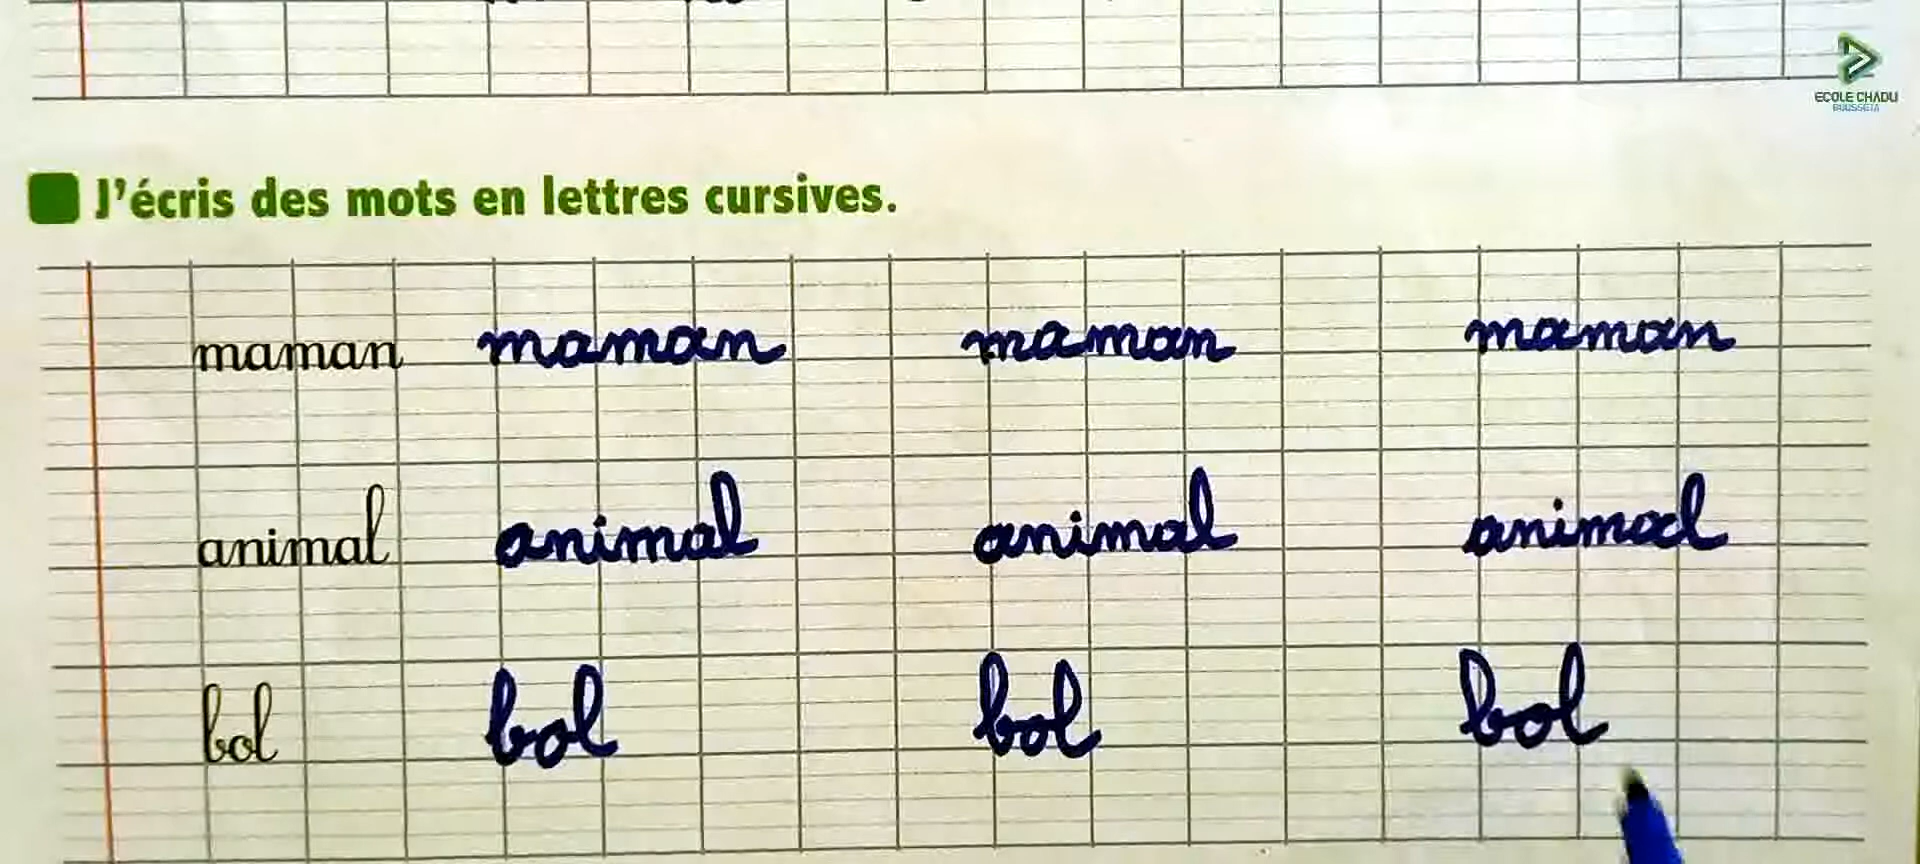 ECOLE CHADLI
BOUSSETA
J'écris des mots en lettres cursives.
maman maman maman maman
animal animal animal animal
bol bol bol bol